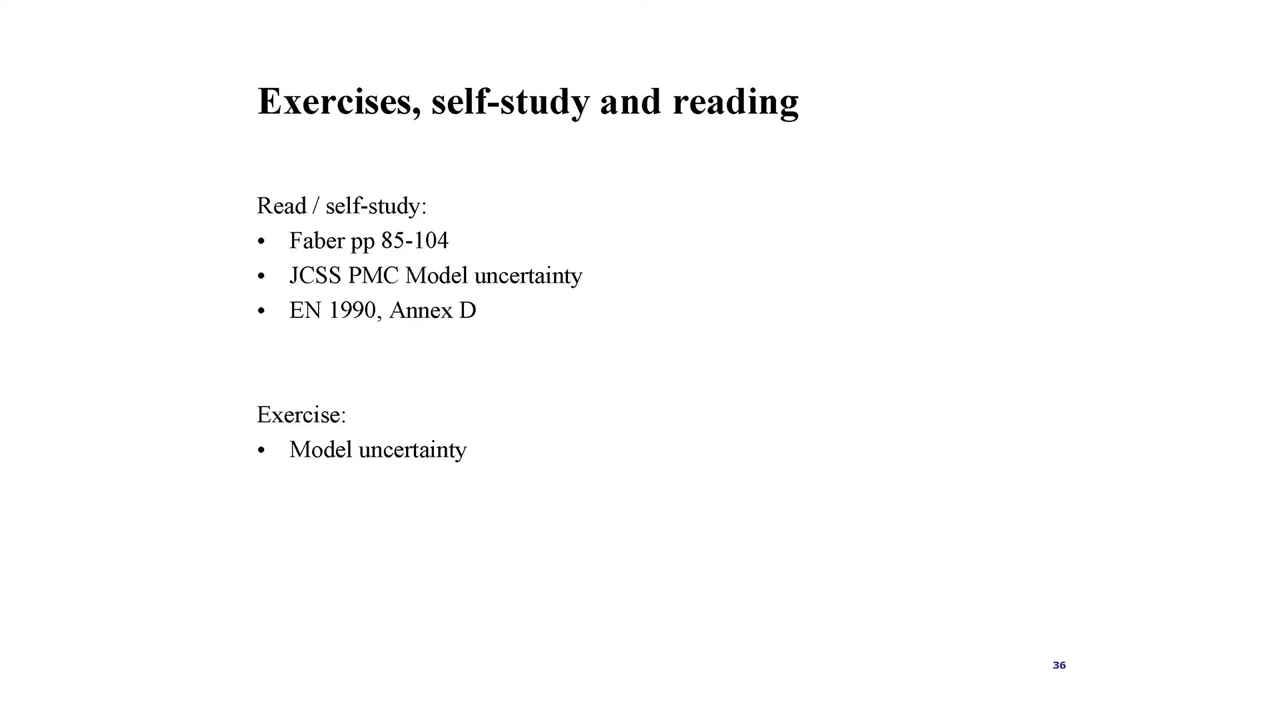 Exercises, self-study and reading
Read / self-study:
• Faber pp 85-104
• JCSS PMC Model uncertainty
• EN 1990, Annex D
Exercise:
• Model uncertainty
36